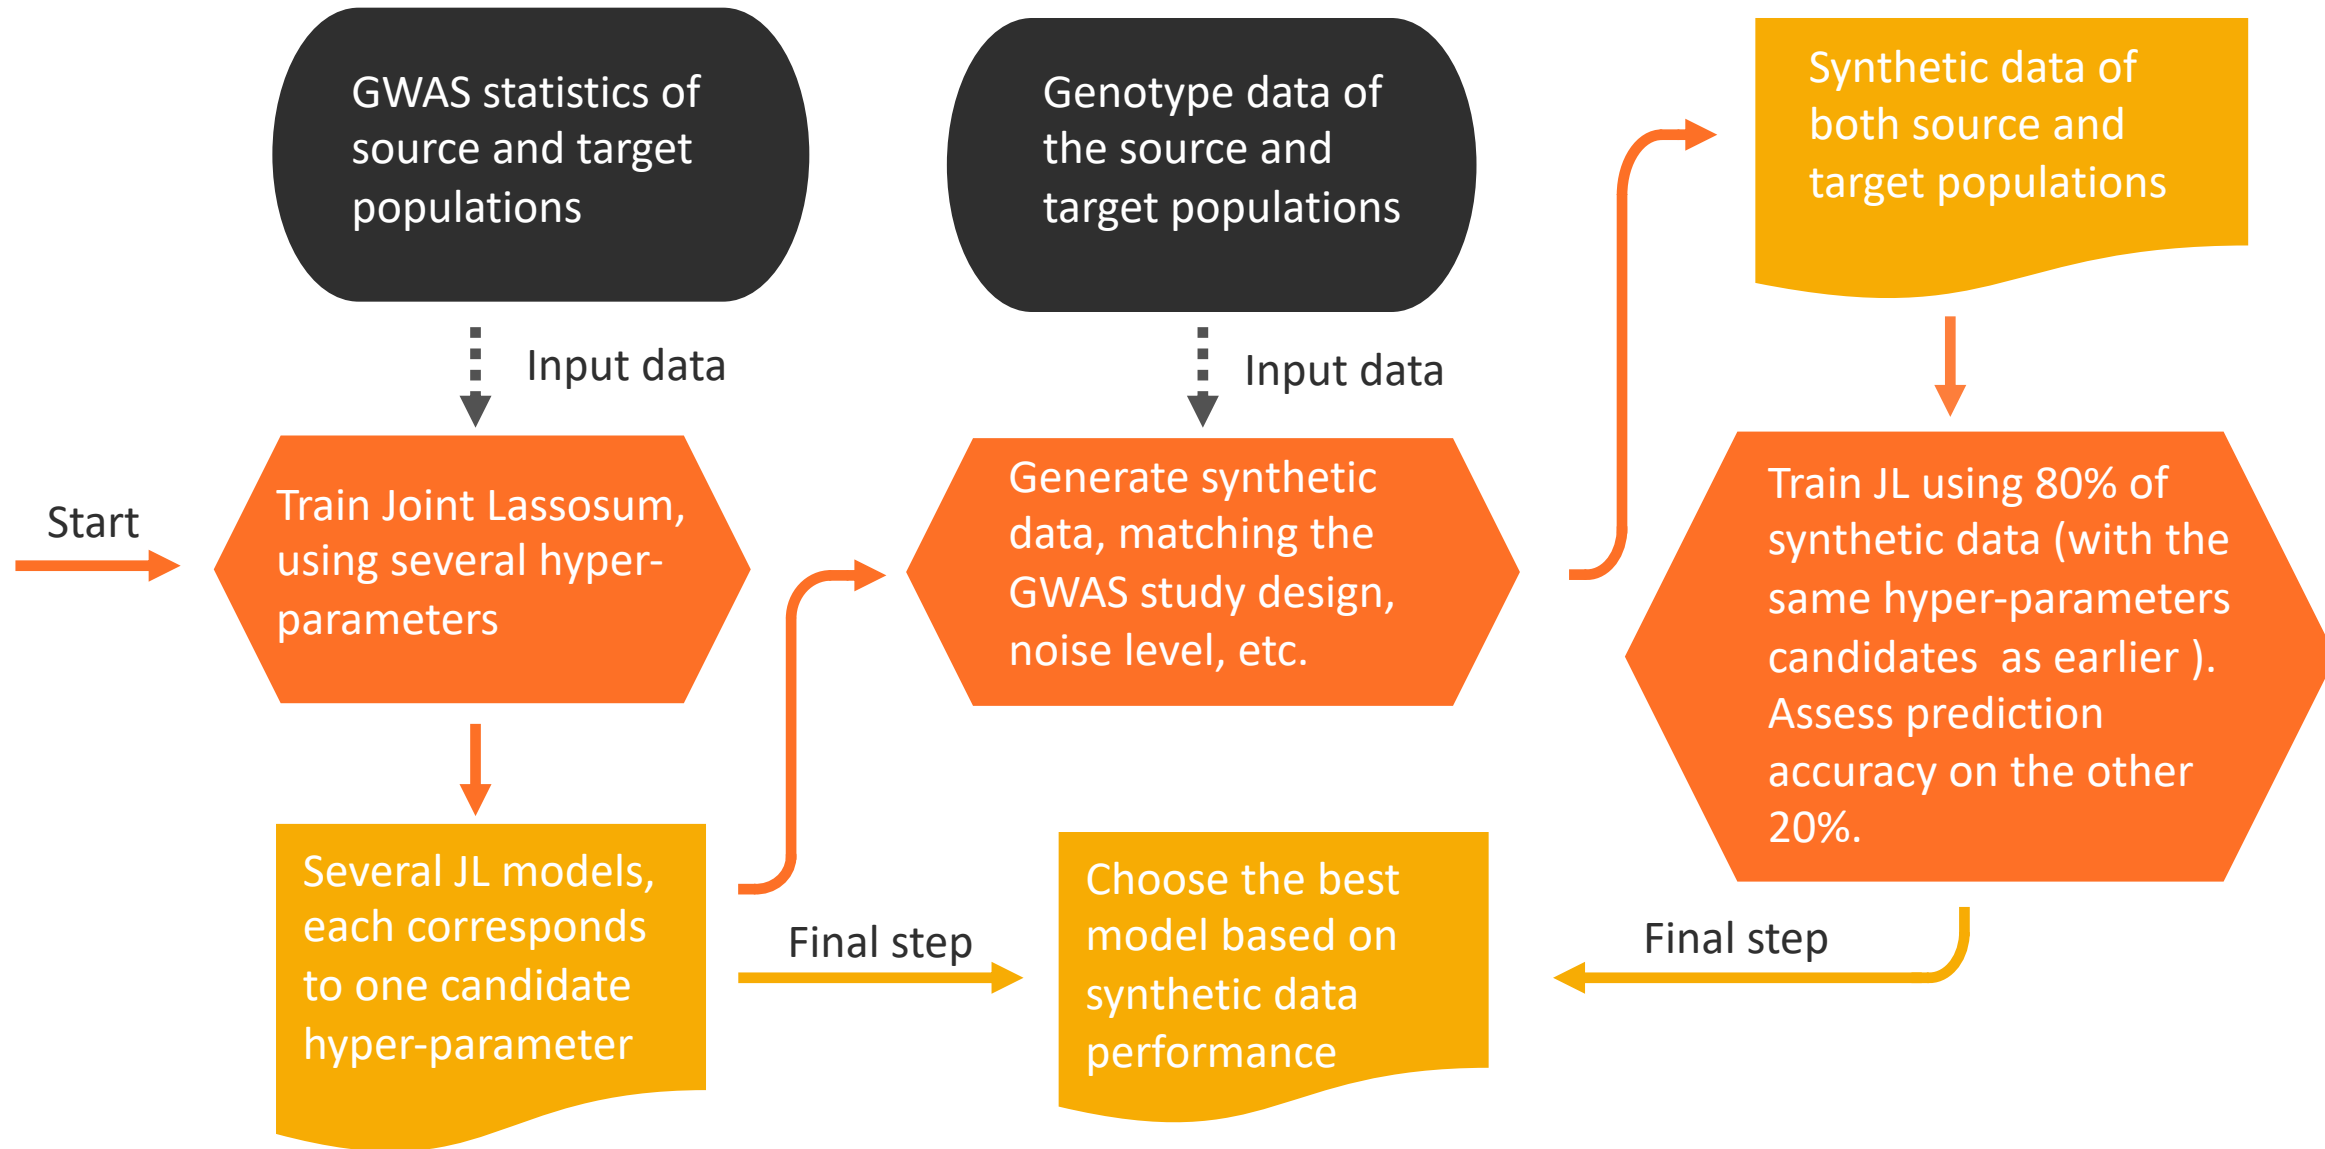 GWAS statistics of
source and target
populations
Genotype data of
the source and
target populations
Synthetic data of
both source and
target populations
Input data
Input data
Start
Train Joint Lassosum,
using several hyper-
parameters
Generate synthetic
data, matching the
GWAS study design,
noise level, etc.
Train JL using 80% of
synthetic data (with the
same hyper-parameters
candidates  as earlier ).
Assess prediction
accuracy on the other
20%.
Several JL models,
each corresponds
to one candidate
hyper-parameter
Final step
Choose the best
model based on
synthetic data
performance
Final step